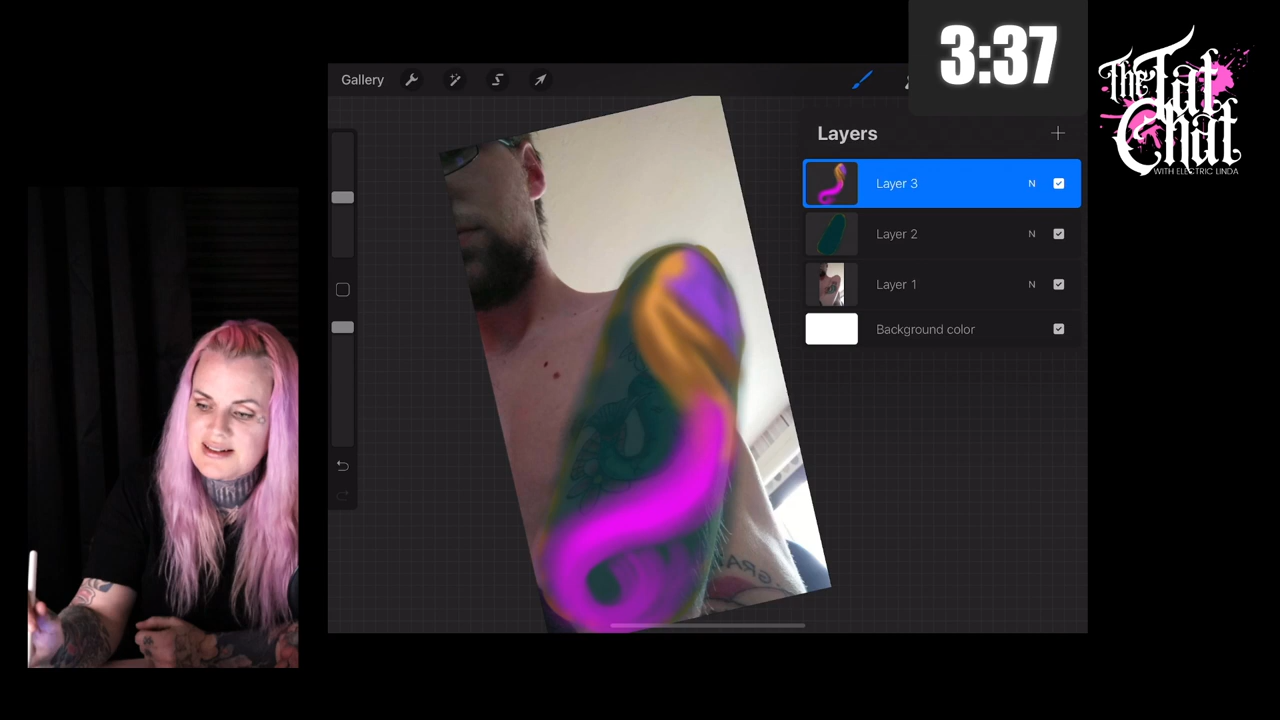 Gallery
3:37
The Tat
Chat
WITH ELECTRIC LINDA
Layers
Layer 3
N
Layer 2
N
Layer 1
N
Background color